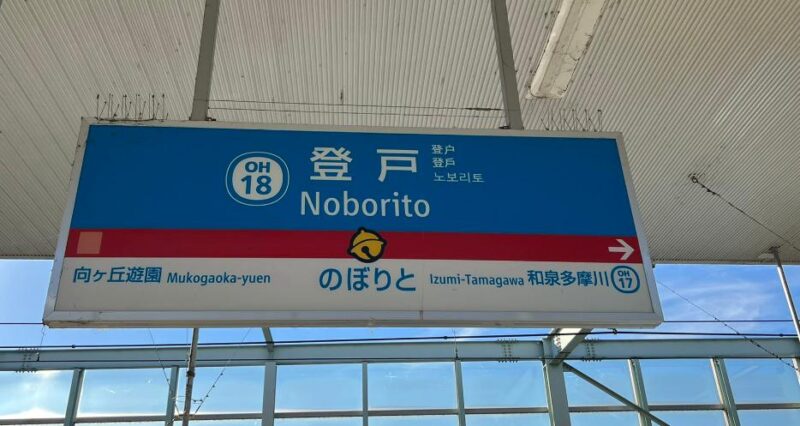 OH
18
登戸
登户
登戶
노보리토
Noborito
向ヶ丘遊園 Mukogaoka-yuen
のぼりと
Izumi-Tamagawa 和泉多摩川
OH
17